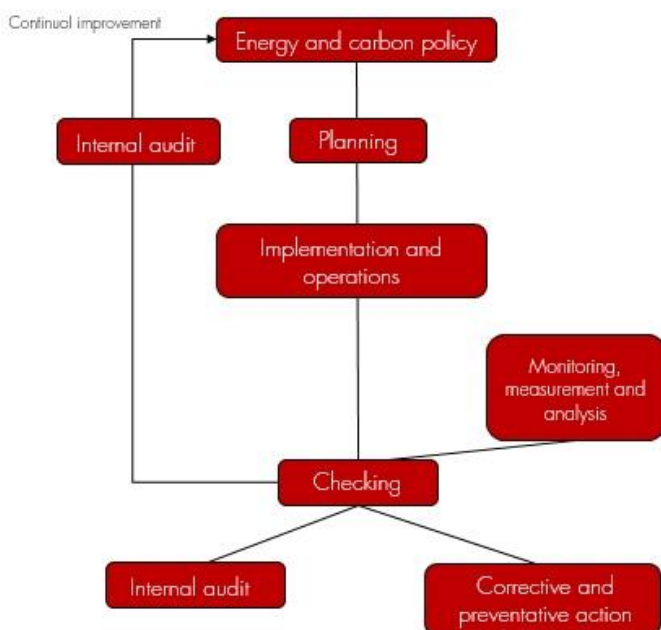 Continual improvement
Energy and carbon policy
Internal audit
Planning
Implementation and
operations
Monitoring,
measurement and
analysis
Checking
Internal audit
Corrective and
preventative action